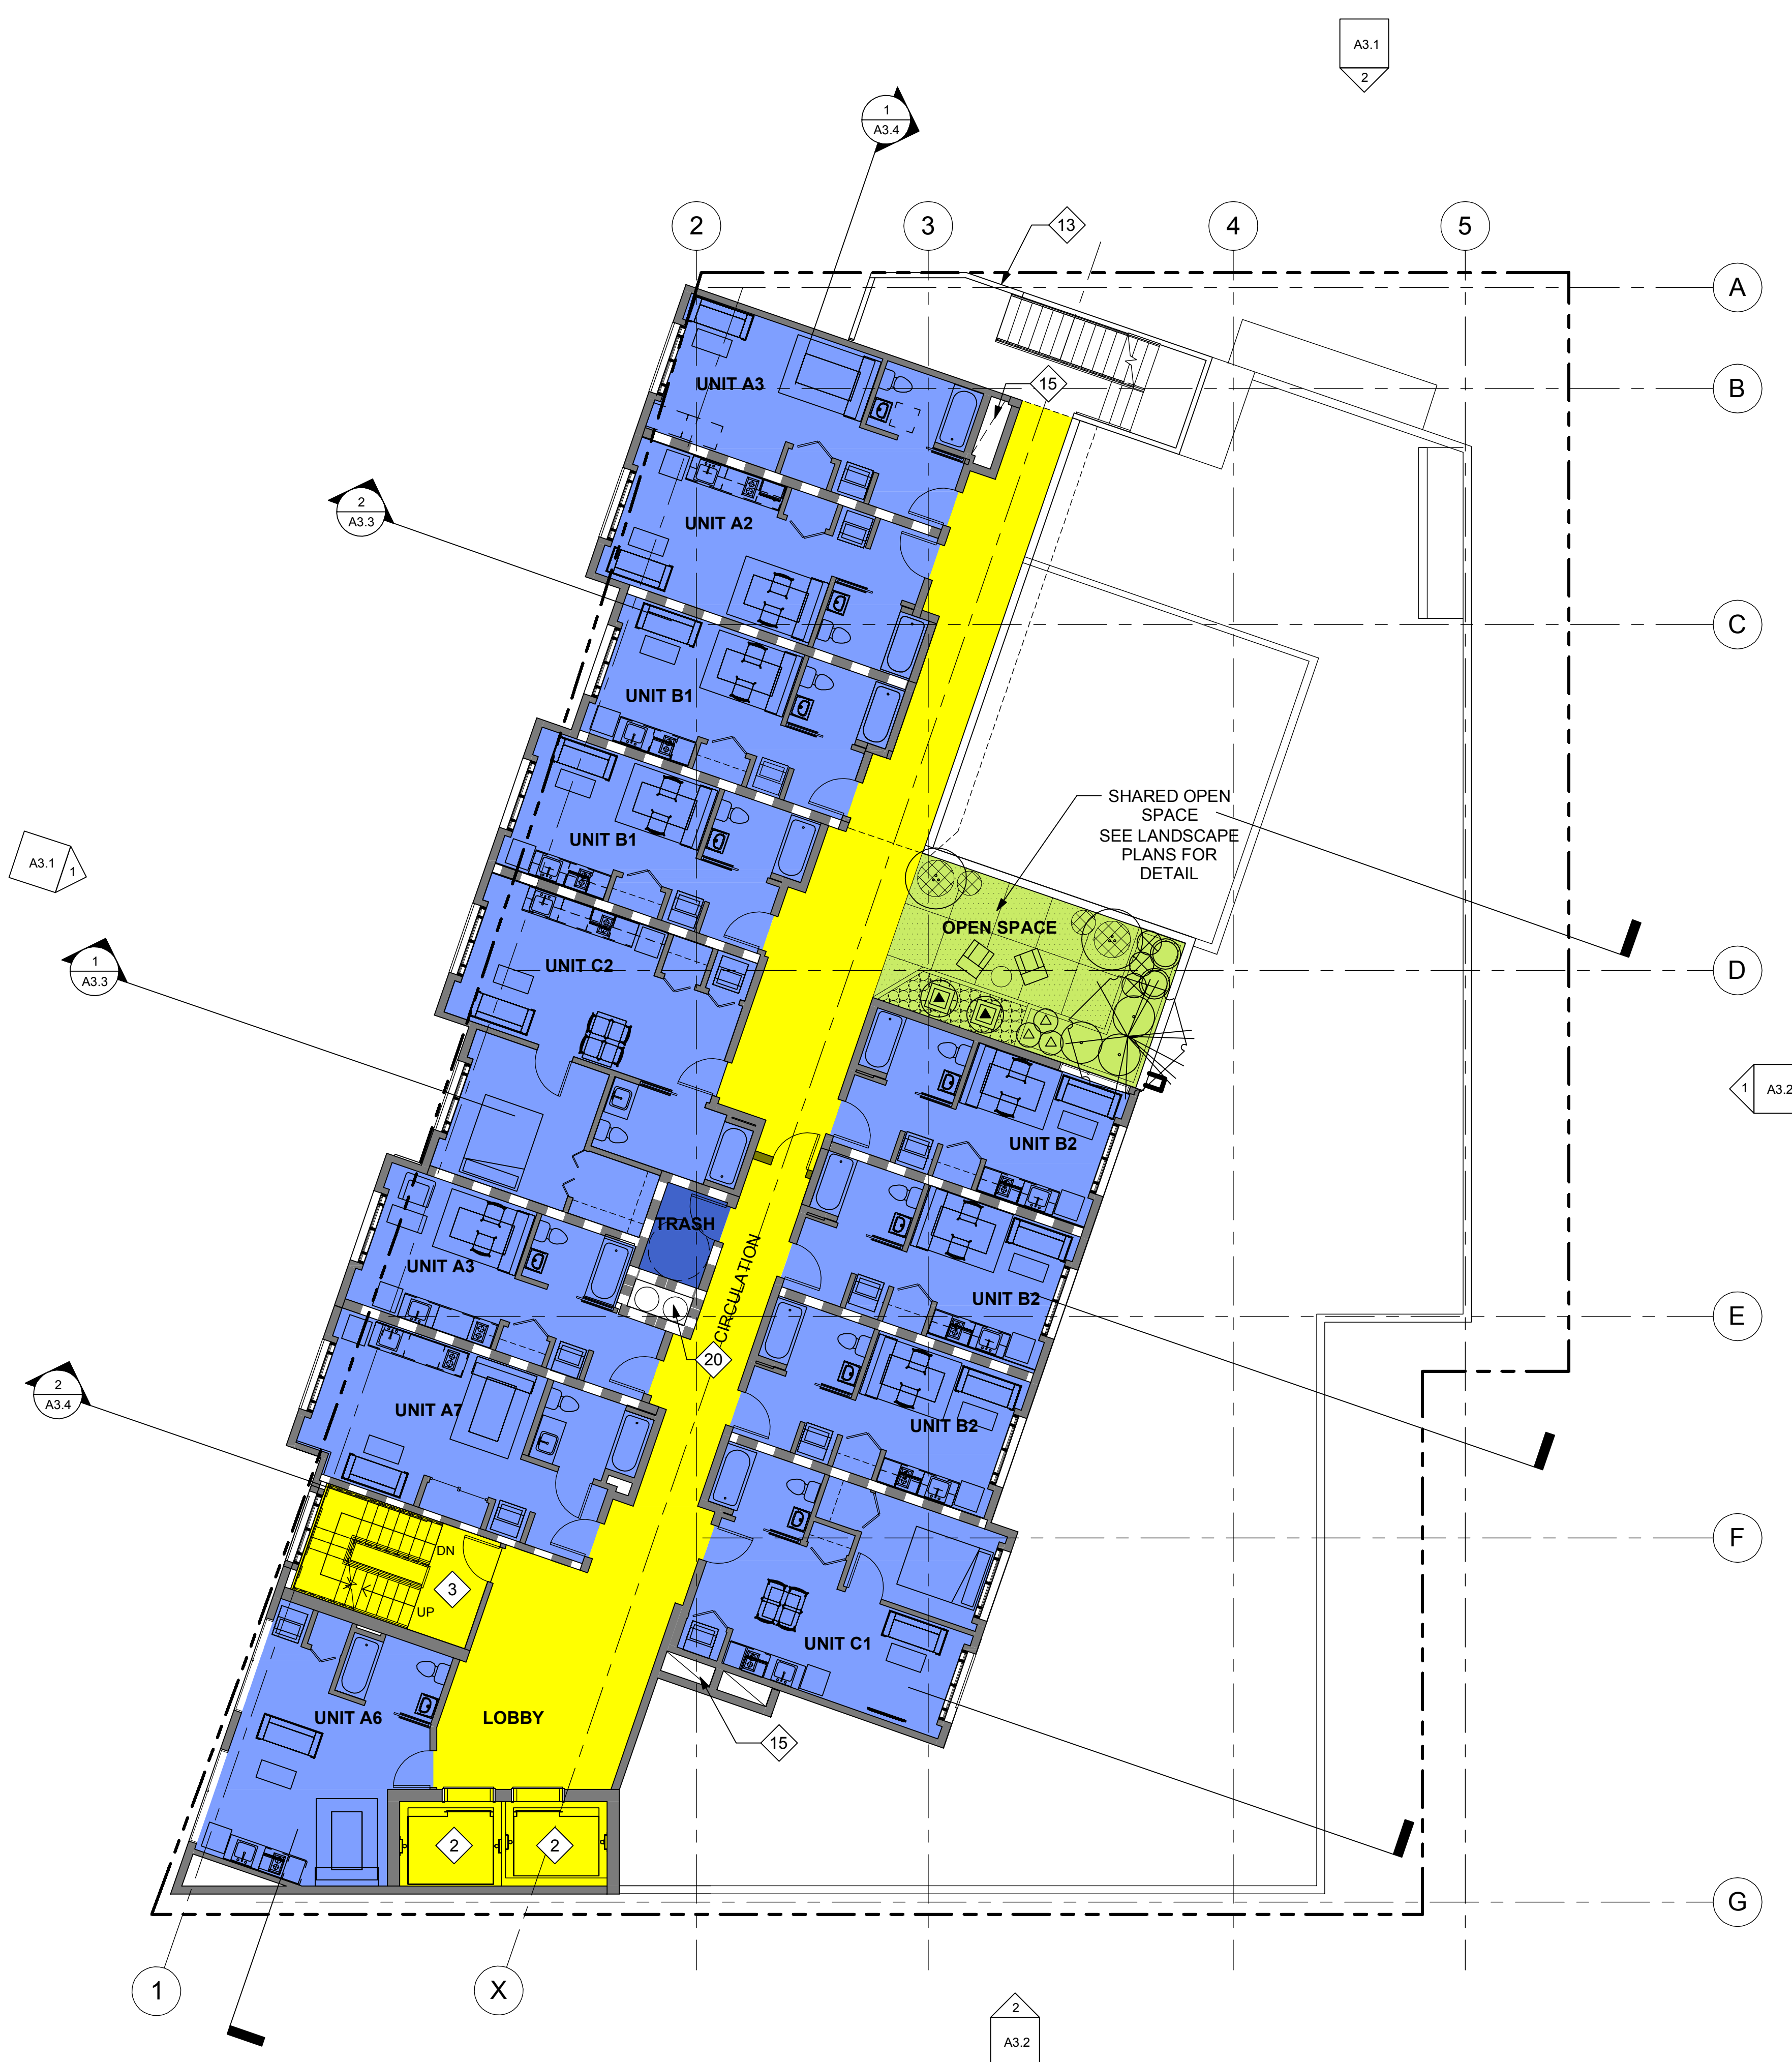 A3.1
2
1
A3.4
2
3
13
4
5
A
UNIT A3
15
B
2
A3.3
UNIT A2
C
UNIT B1
SHARED OPEN
SPACE
SEE LANDSCAPE
PLANS FOR
DETAIL
UNIT B1
A3.1
1
OPEN SPACE
UNIT C2
1
A3.3
D
1
A3.2
UNIT B2
TRASH
CIRCULATION
UNIT A3
UNIT B2
E
20
2
A3.4
UNIT A7
UNIT B2
DN
F
3
UP
UNIT C1
UNIT A6
LOBBY
15
2
2
G
1
X
2
A3.2